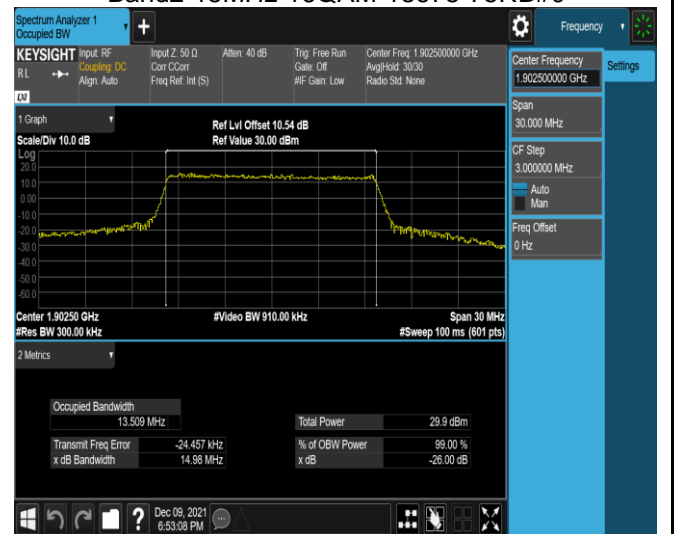 Spectrum Analyzer 1
Occupied BW
Frequency
KEYSIGHT
RL
LXI
Input: RF
Coupling: DC
Align: Auto
Input Z: 50 Ω
Corr CCorr
Freq Ref: Int (S)
Atten: 40 dB
Trig: Free Run
Gate: Off
#IF Gain: Low
Center Freq: 1.902500000 GHz
Avg|Hold: 30/30
Radio Std: None
Center Frequency
1.902500000 GHz
Settings
Span
30.000 MHz
CF Step
3.000000 MHz
Auto
Man
Freq Offset
0 Hz
1 Graph
Scale/Div 10.0 dB
Ref Lvl Offset 10.54 dB
Ref Value 30.00 dBm
Log
20.0
10.0
0.00
-10.0
-20.0
-30.0
-40.0
-50.0
-60.0
Center 1.90250 GHz
#Res BW 300.00 kHz
#Video BW 910.00 kHz
Span 30 MHz
#Sweep 100 ms (601 pts)
2 Metrics
Occupied Bandwidth
13.509 MHz
Total Power 29.9 dBm
Transmit Freq Error -24.457 kHz
% of OBW Power 99.00 %
x dB Bandwidth 14.98 MHz
x dB -26.00 dB
?
Dec 09, 2021
6:53:08 PM